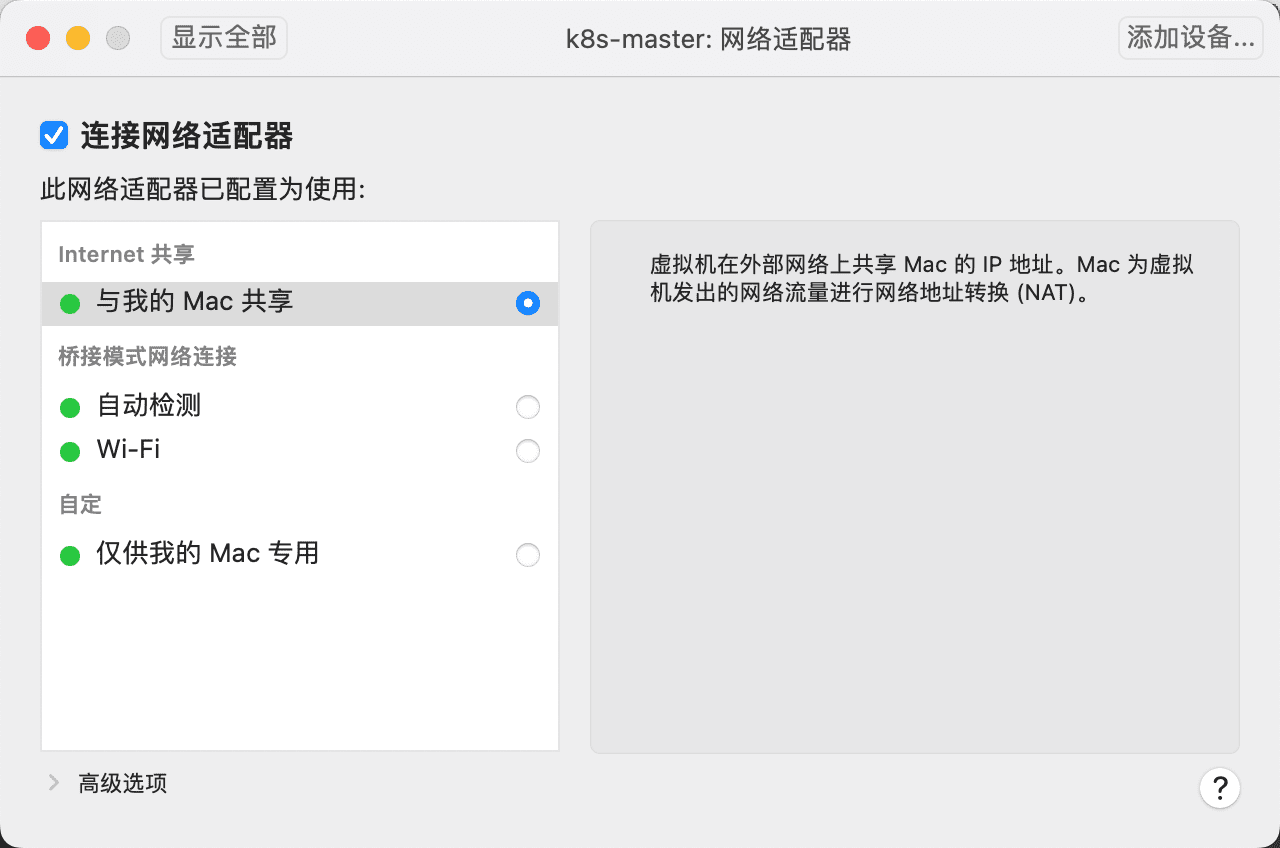 显示全部
k8s-master: 网络适配器
添加设备...
连接网络适配器
此网络适配器已配置为使用:
Internet 共享
与我的 Mac 共享
桥接模式网络连接
自动检测
Wi-Fi
自定
仅供我的 Mac 专用
虚拟机在外部网络上共享 Mac 的 IP 地址。Mac 为虚拟
机发出的网络流量进行网络地址转换 (NAT)。
高级选项
?